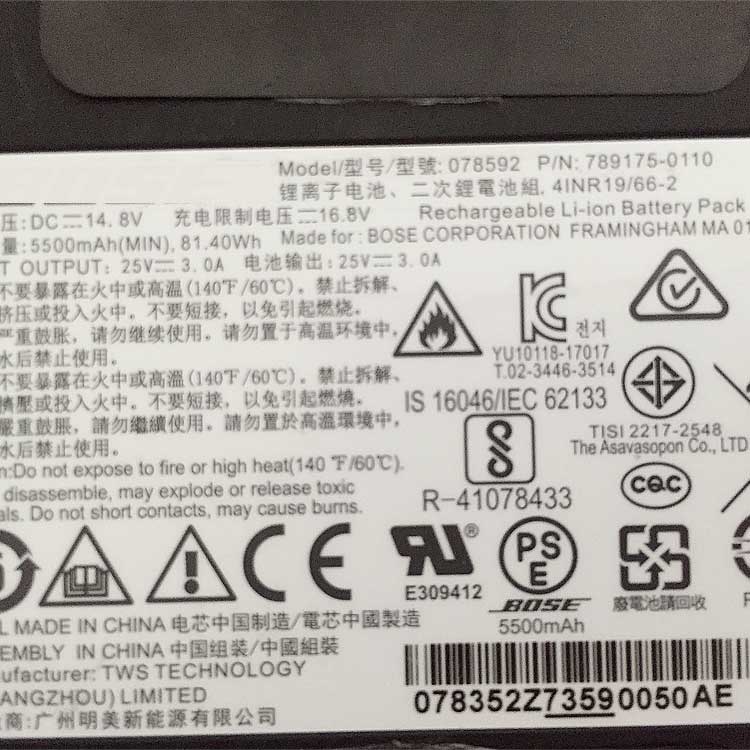 Model/型号/型號: 078592 P/N: 789175-0110
锂离子电池、二次鋰電池組, 4INR19/66-2
压: DC⎓14.8V 充电限制电压⎓16.8V Rechargeable Li-ion Battery Pack
量: 5500mAh(MIN), 81.40Wh Made for : BOSE CORPORATION FRAMINGHAM MA 01
T OUTPUT: 25V⎓3.0A 电池输出: 25V⎓3.0A
不要暴露在火中或高温(140℉/60℃)。禁止拆解、
挤压或投入火中。不要短接，以免引起燃烧。
严重鼓胀，请勿继续使用。请勿置于高温环境中,
水后禁止使用。
不要暴露在火中或高溫(140℉/60℃)。禁止拆解、
擠壓或投入火中。不要短接，以免引起燃燒。
嚴重鼓脹，請勿繼續使用。請勿置於高溫環境中,
水后禁止使用。
n:Do not expose to fire or high heat(140 ℉/60℃).
disassemble, may explode or release toxic
als. Do not short contacts, may cause burns.
전지
YU10118-17017
T.02-3446-3514
IS 16046/IEC 62133
R-41078433
TISI 2217-2548
The Asavasopon Co., LTD
CQC
CE
RU®
E309412
PS
E
BOSE
5500mAh
廢電池請回收
L MADE IN CHINA 电芯中国制造/電芯中國製造
EMBLY IN CHINA 中国组装/中國組裝
ufacturer: TWS TECHNOLOGY
ANGZHOU) LIMITED
商:广州明美新能源有限公司
078352Z73590050AE